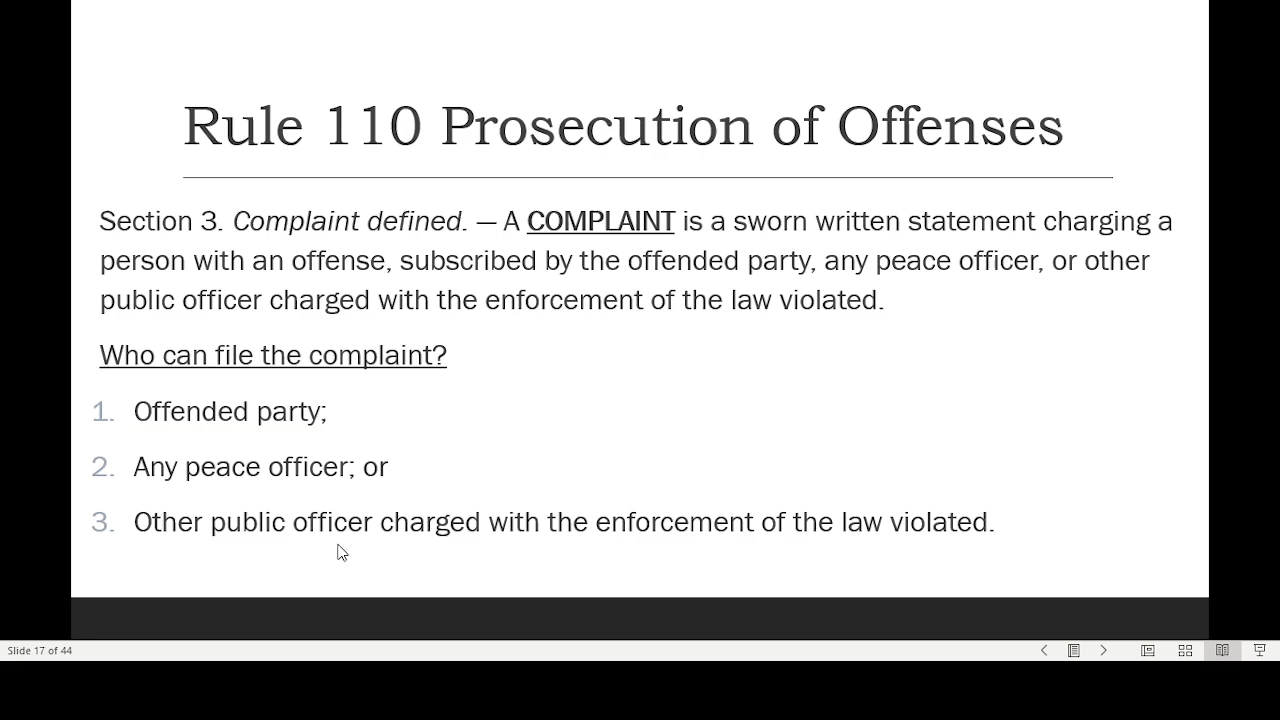 Rule 110 Prosecution of Offenses
Section 3. Complaint defined. — A COMPLAINT is a sworn written statement charging a
person with an offense, subscribed by the offended party, any peace officer, or other
public officer charged with the enforcement of the law violated.
Who can file the complaint?
1. Offended party;
2. Any peace officer; or
3. Other public officer charged with the enforcement of the law violated.
Slide 17 of 44